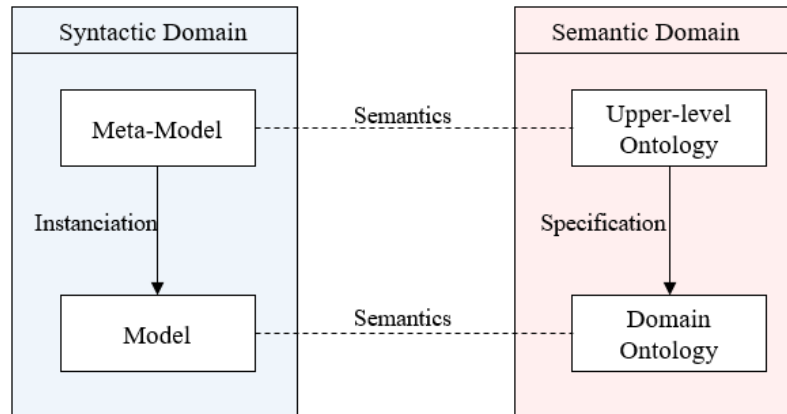 Syntactic Domain
Semantic Domain
Meta-Model
Semantics
Upper-level
Ontology
Instanciation
Specification
Model
Semantics
Domain
Ontology